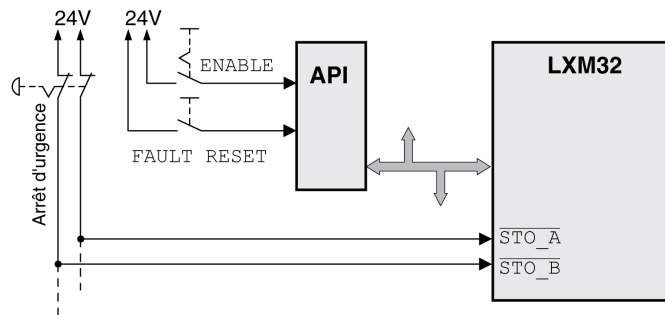 24V 24V
ENABLE
API
LXM32
Arrêt d'urgence
FAULT RESET
STO_A
STO_B